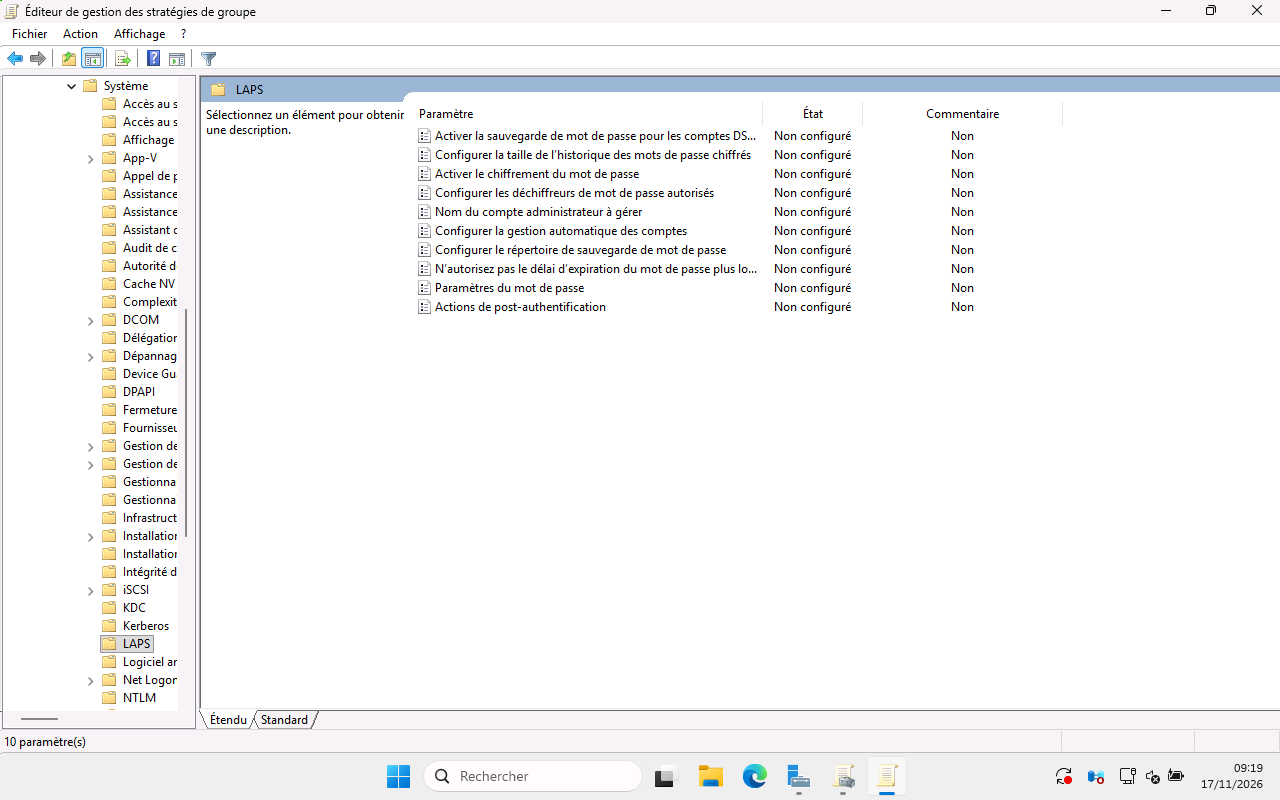 Éditeur de gestion des stratégies de groupe
Fichier Action Affichage ?
Système
Accès au s
Accès au s
Affichage
App-V
Appel de p
Assistance
Assistance
Assistant d
Audit de c
Autorité d
Cache NV
Complexit
DCOM
Délégation
Dépannag
Device Gu
DPAPI
Fermeture
Fournisseu
Gestion de
Gestion de
Gestionna
Gestionna
Infrastruct
Installation
Installation
Intégrité d
iSCSI
KDC
Kerberos
LAPS
Logiciel an
Net Logon
NTLM
LAPS
Sélectionnez un élément pour obtenir
une description.
Paramètre État Commentaire
Activer la sauvegarde de mot de passe pour les comptes DS... Non configuré Non
Configurer la taille de l’historique des mots de passe chiffrés Non configuré Non
Activer le chiffrement du mot de passe Non configuré Non
Configurer les déchiffreurs de mot de passe autorisés Non configuré Non
Nom du compte administrateur à gérer Non configuré Non
Configurer la gestion automatique des comptes Non configuré Non
Configurer le répertoire de sauvegarde de mot de passe Non configuré Non
N’autorisez pas le délai d’expiration du mot de passe plus lo... Non configuré Non
Paramètres du mot de passe Non configuré Non
Actions de post-authentification Non configuré Non
Étendu Standard
10 paramètre(s)
Rechercher
09:19
17/11/2026